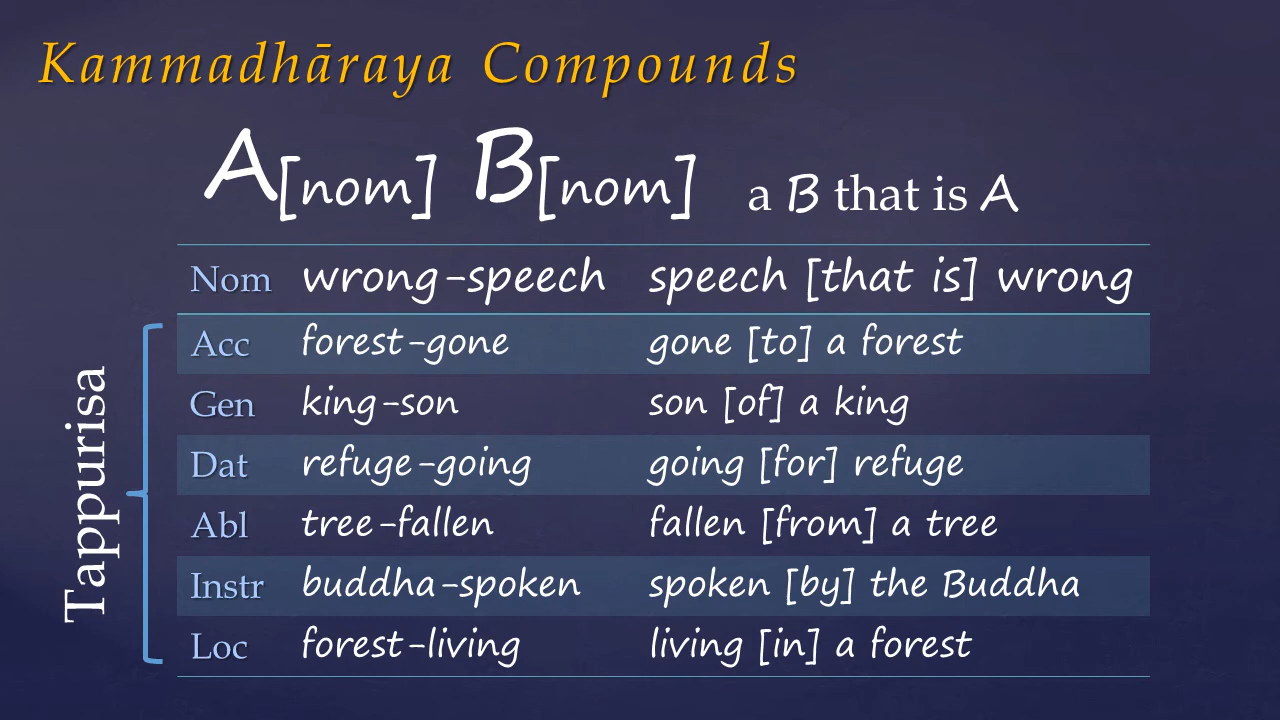 Kammadhāraya Compounds
A[nom] B[nom] a B that is A
Nom wrong-speech speech [that is] wrong
Tappurisa
Acc forest-gone gone [to] a forest
Gen king-son son [of] a king
Dat refuge-going going [for] refuge
Abl tree-fallen fallen [from] a tree
Instr buddha-spoken spoken [by] the Buddha
Loc forest-living living [in] a forest